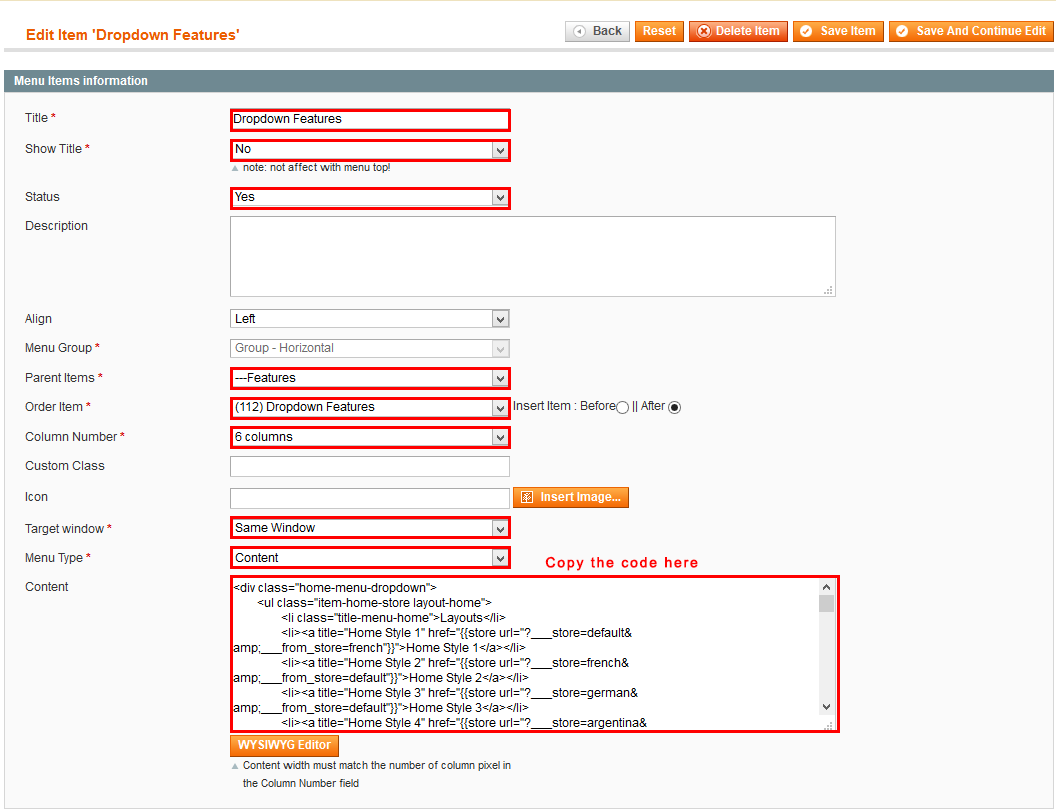 Edit Item 'Dropdown Features'
Back Reset Delete Item Save Item Save And Continue Edit
Menu Items information
Title * Dropdown Features
Show Title * No
note: not affect with menu top!
Status Yes
Description
Align Left
Menu Group * Group - Horizontal
Parent Items * ---Features
Order Item * (112) Dropdown Features Insert Item : Before || After
Column Number * 6 columns
Custom Class
Icon Insert Image...
Target window * Same Window
Menu Type * Content
Copy the code here
Content
<div class="home-menu-dropdown">
<ul class="item-home-store layout-home">
<li class="title-menu-home">Layouts</li>
<li><a title="Home Style 1" href="{{store url="?___store=default&
amp;___from_store=french"}}">Home Style 1</a></li>
<li><a title="Home Style 2" href="{{store url="?___store=french&
amp;___from_store=default"}}">Home Style 2</a></li>
<li><a title="Home Style 3" href="{{store url="?___store=german&
amp;___from_store=default"}}">Home Style 3</a></li>
<li><a title="Home Style 4" href="{{store url="?___store=argentina&
WYSIWYG Editor
Content width must match the number of column pixel in
the Column Number field